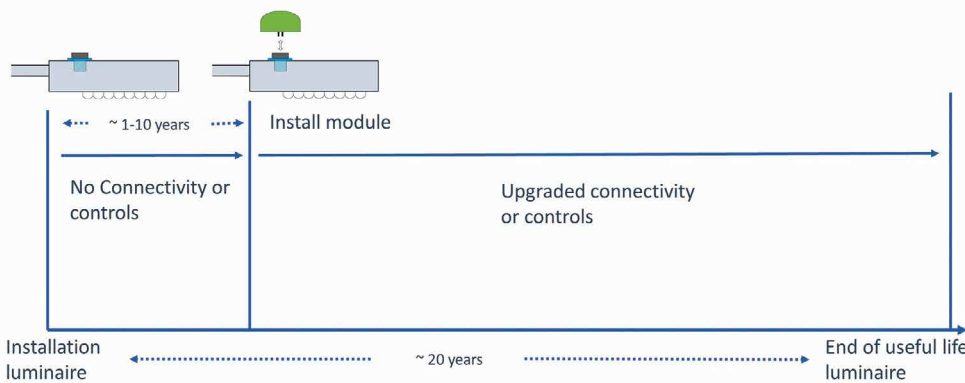 ~ 1-10 years
Install module
No Connectivity or
controls
Upgraded connectivity
or controls
Installation
luminaire
~ 20 years
End of useful life
luminaire